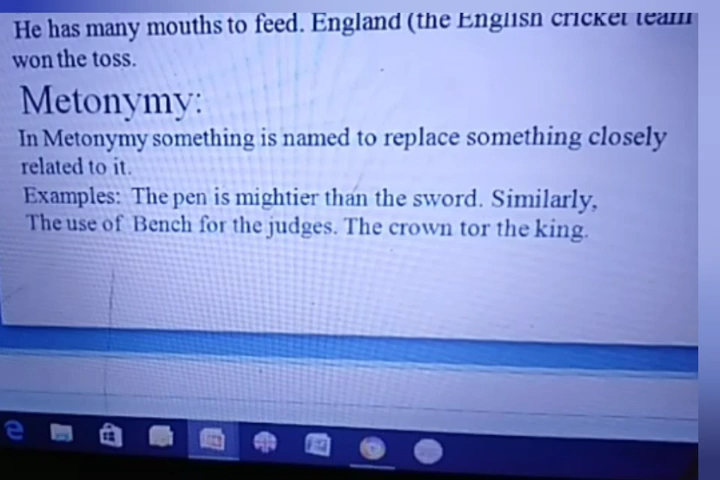 He has many mouths to feed. England (the English cricket team
won the toss.
Metonymy:
In Metonymy something is named to replace something closely
related to it.
Examples: The pen is mightier than the sword. Similarly,
The use of Bench for the judges. The crown tor the king.